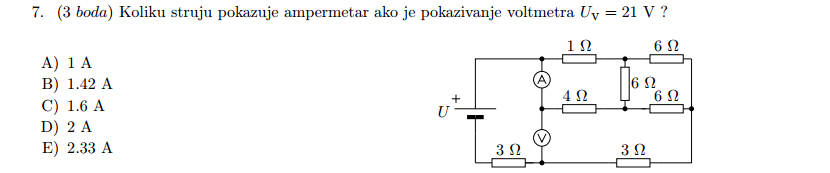 7. (3 boda) Koliku struju pokazuje ampermetar ako je pokazivanje voltmetra UV = 21 V ?
1 Ω 6 Ω
A) 1 A
B) 1.42 A
C) 1.6 A
D) 2 A
E) 2.33 A
A
6 Ω
4 Ω 6 Ω
+
U
V
3 Ω 3 Ω